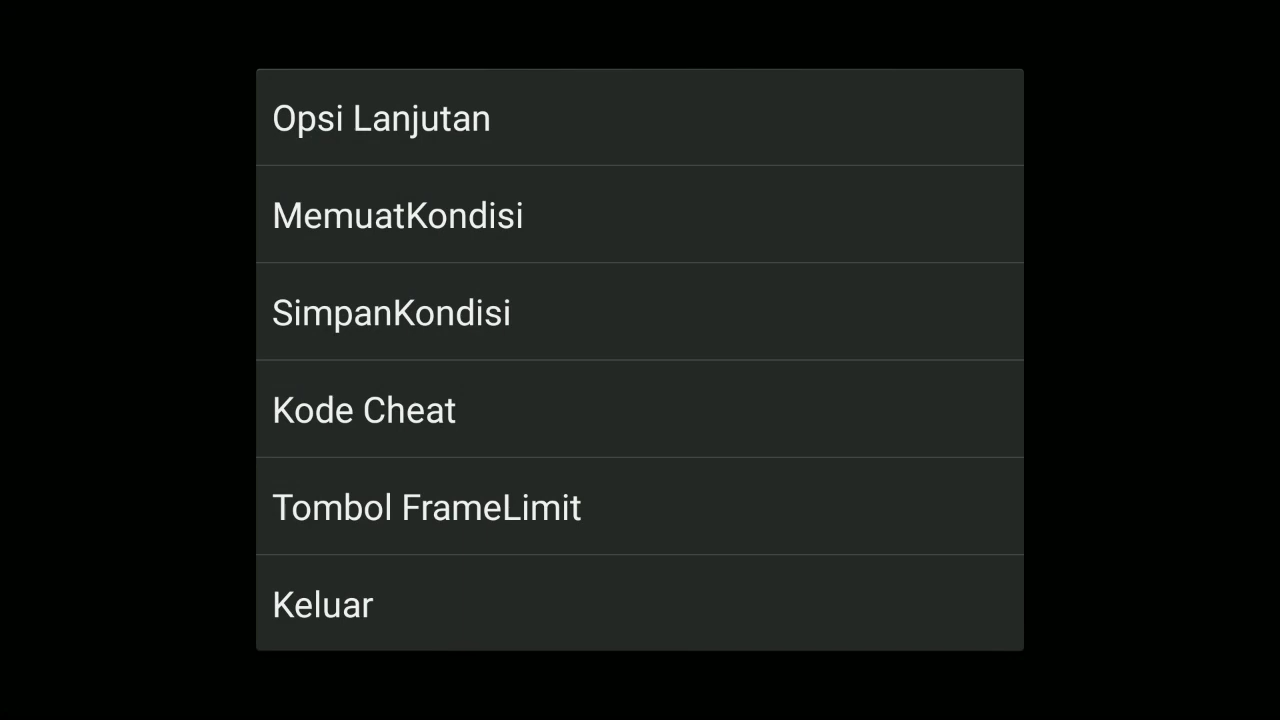 Opsi Lanjutan
MemuatKondisi
SimpanKondisi
Kode Cheat
Tombol FrameLimit
Keluar